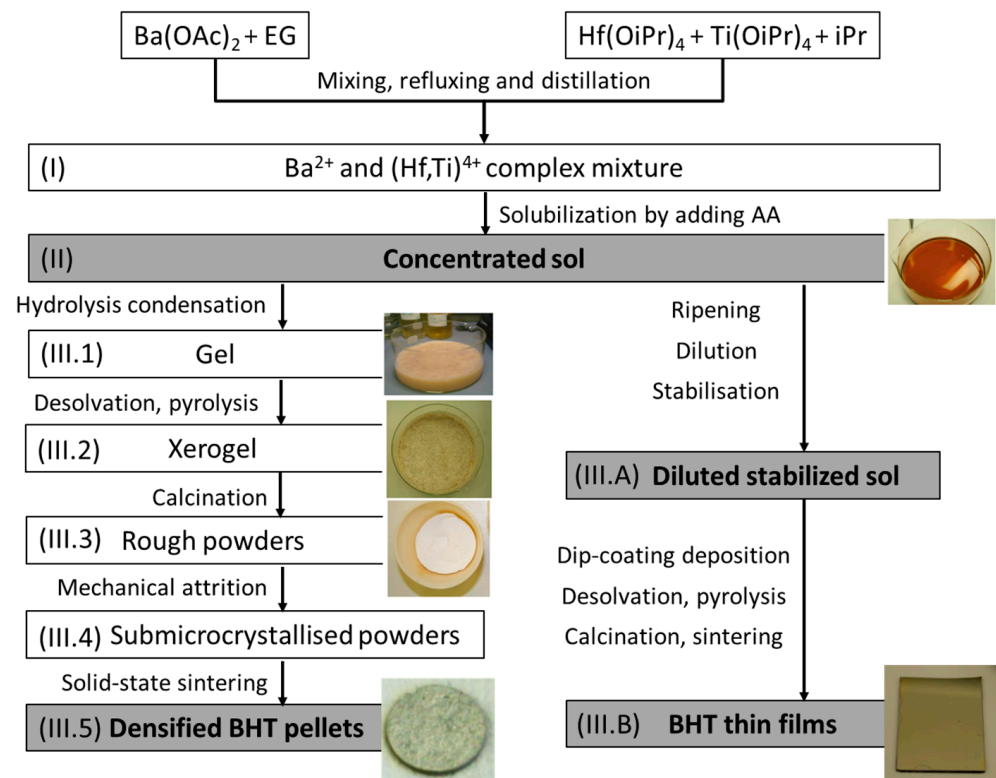 Ba(OAc)₂ + EG
Hf(OiPr)₄ + Ti(OiPr)₄ + iPr
Mixing, refluxing and distillation
(I) Ba²⁺ and (Hf,Ti)⁴⁺ complex mixture
Solubilization by adding AA
(II) Concentrated sol
Hydrolysis condensation
(III.1) Gel
Desolvation, pyrolysis
(III.2) Xerogel
Calcination
(III.3) Rough powders
Mechanical attrition
(III.4) Submicrocrystallised powders
Solid-state sintering
(III.5) Densified BHT pellets
Ripening
Dilution
Stabilisation
(III.A) Diluted stabilized sol
Dip-coating deposition
Desolvation, pyrolysis
Calcination, sintering
(III.B) BHT thin films